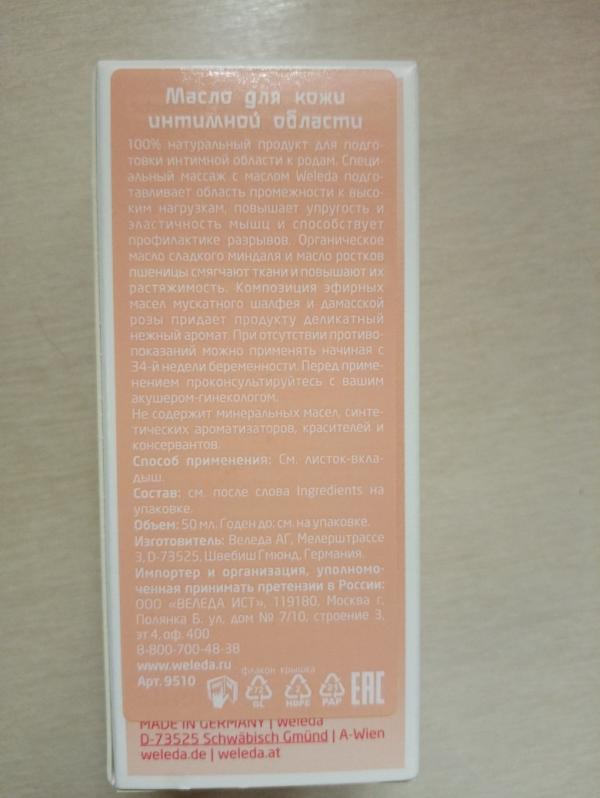 Масло для кожи
интимной области
100% натуральный продукт для подго-
товки интимной области к родам. Специ-
альный массаж с маслом Weleda подго-
тавливает область промежности к высо-
ким нагрузкам, повышает упругость и
эластичность мышц и способствует
профилактике разрывов. Органическое
масло сладкого миндаля и масло ростков
пшеницы смягчают ткани и повышают их
растяжимость. Композиция эфирных
масел мускатного шалфея и дамасской
розы придает продукту деликатный
нежный аромат. При отсутствии противо-
показаний можно применять начиная с
34-й недели беременности. Перед приме-
нением проконсультируйтесь с вашим
акушером-гинекологом.
Не содержит минеральных масел, синте-
тических ароматизаторов, красителей и
консервантов.
Способ применения: См. листок-вкла-
дыш.
Состав: см. после слова Ingredients на
упаковке.
Объем: 50 мл. Годен до: см. на упаковке.
Изготовитель: Веледа АГ, Мелерштрассе
3, D-73525, Швебиш Гмюнд, Германия.
Импортер и организация, уполномо-
ченная принимать претензии в России:
ООО «ВЕЛЕДА ИСТ», 119180, Москва г,
Полянка Б. ул, дом № 7/10, строение 3,
эт 4, оф. 400
8-800-700-48-38
www.weleda.ru
Арт. 9510
флакон крышка
72 GL
2 HDPE
21 PAP
EAC
MADE IN GERMANY | weleda
D-73525 Schwäbisch Gmünd | A-Wien
weleda.de | weleda.at